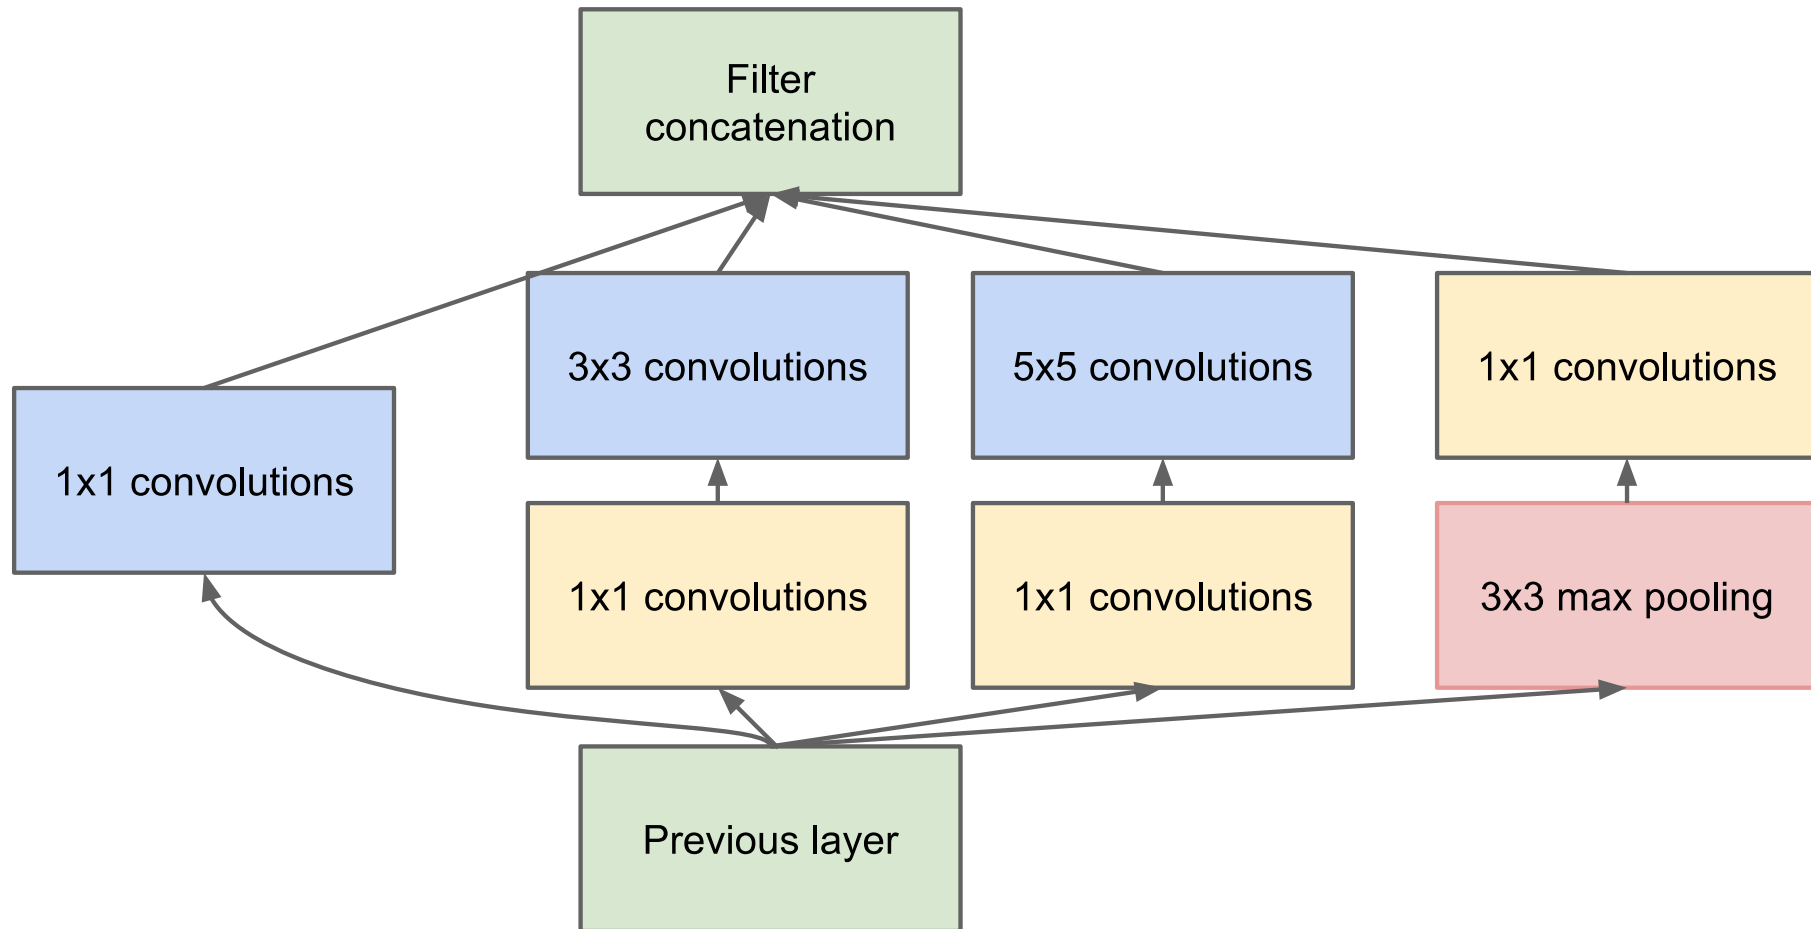 Filter
concatenation
3x3 convolutions
5x5 convolutions
1x1 convolutions
1x1 convolutions
1x1 convolutions
1x1 convolutions
3x3 max pooling
Previous layer